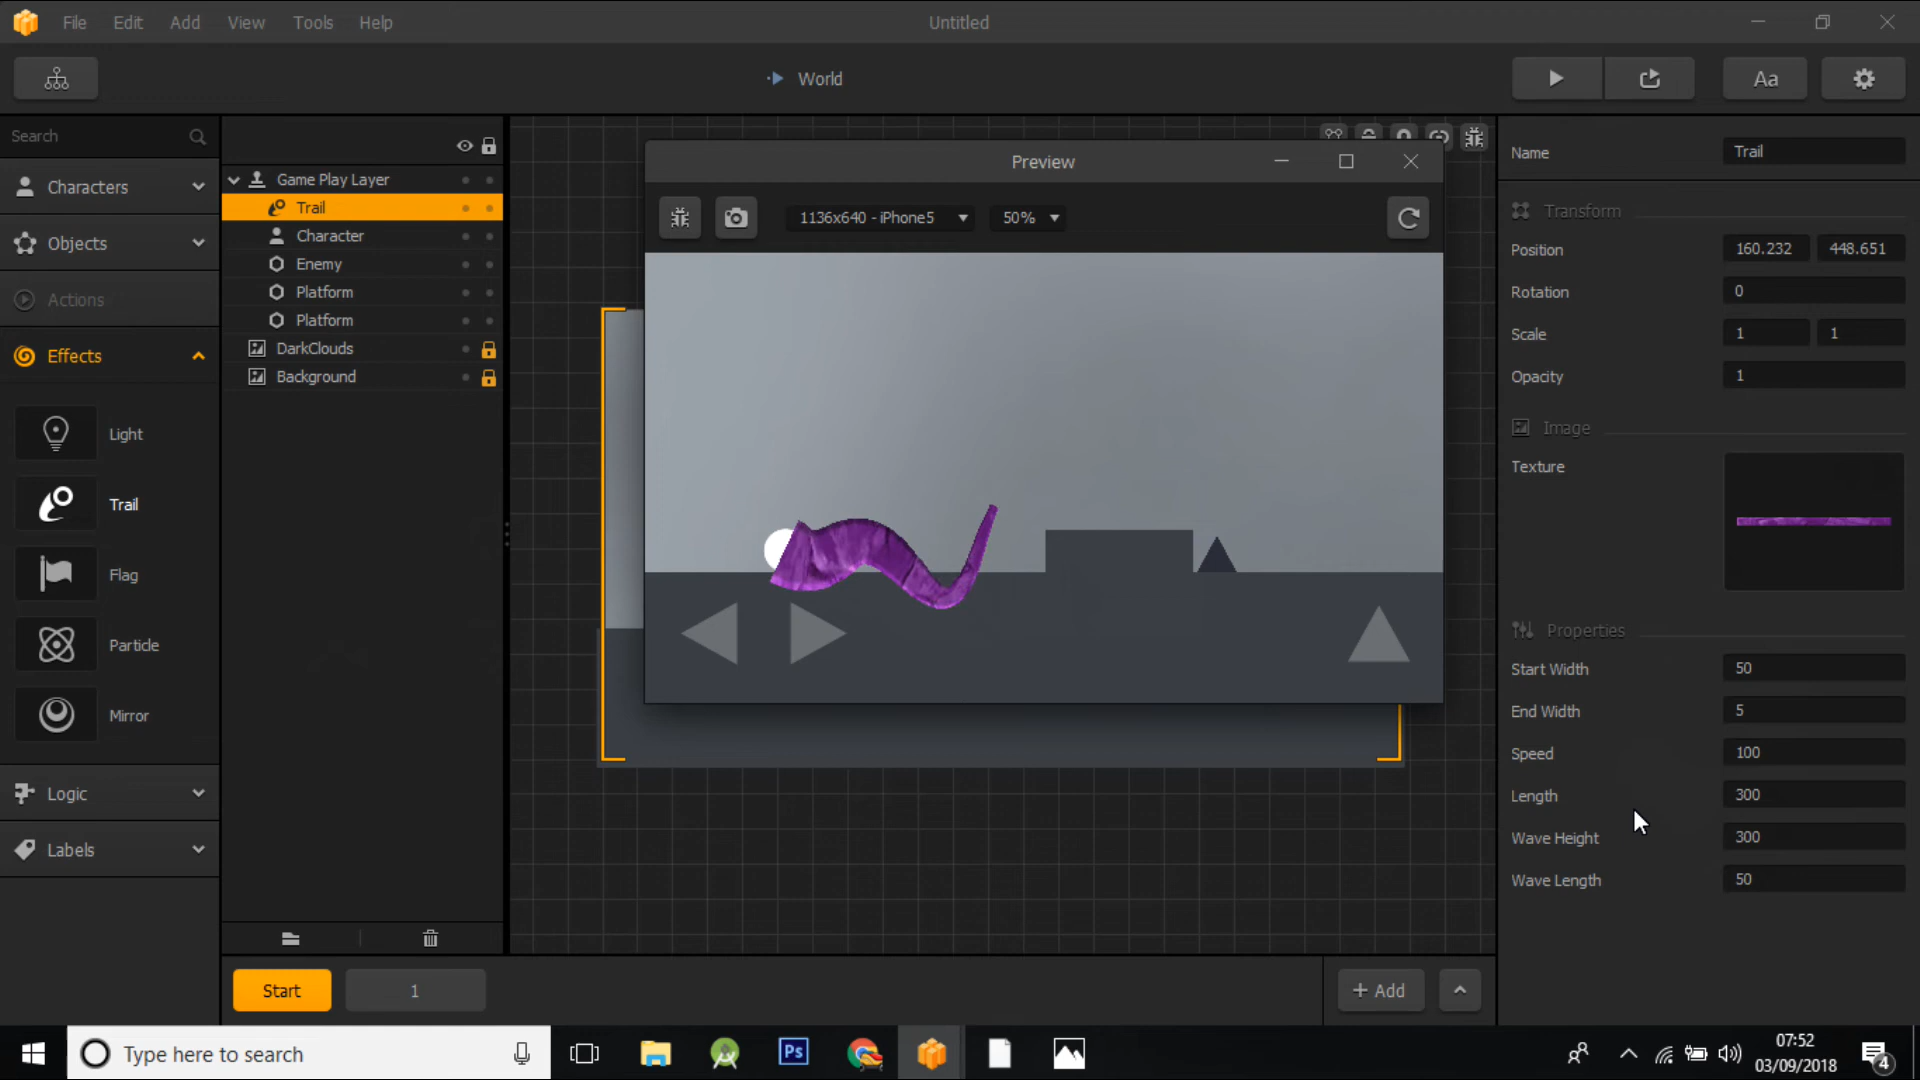 File Edit Add View Tools Help
Untitled
World
Aa
Search
Characters
Objects
Actions
Effects
Light
Trail
Flag
Particle
Mirror
Logic
Labels
Game Play Layer
Trail
Character
Enemy
Platform
Platform
DarkClouds
Background
Preview
1136x640 - iPhone5
50%
Name Trail
Transform
Position 160.232 448.651
Rotation 0
Scale 1 1
Opacity 1
Image
Texture
Properties
Start Width 50
End Width 5
Speed 100
Length 300
Wave Height 300
Wave Length 50
Start
1
+ Add
Type here to search
Ps
07:52
03/09/2018
4